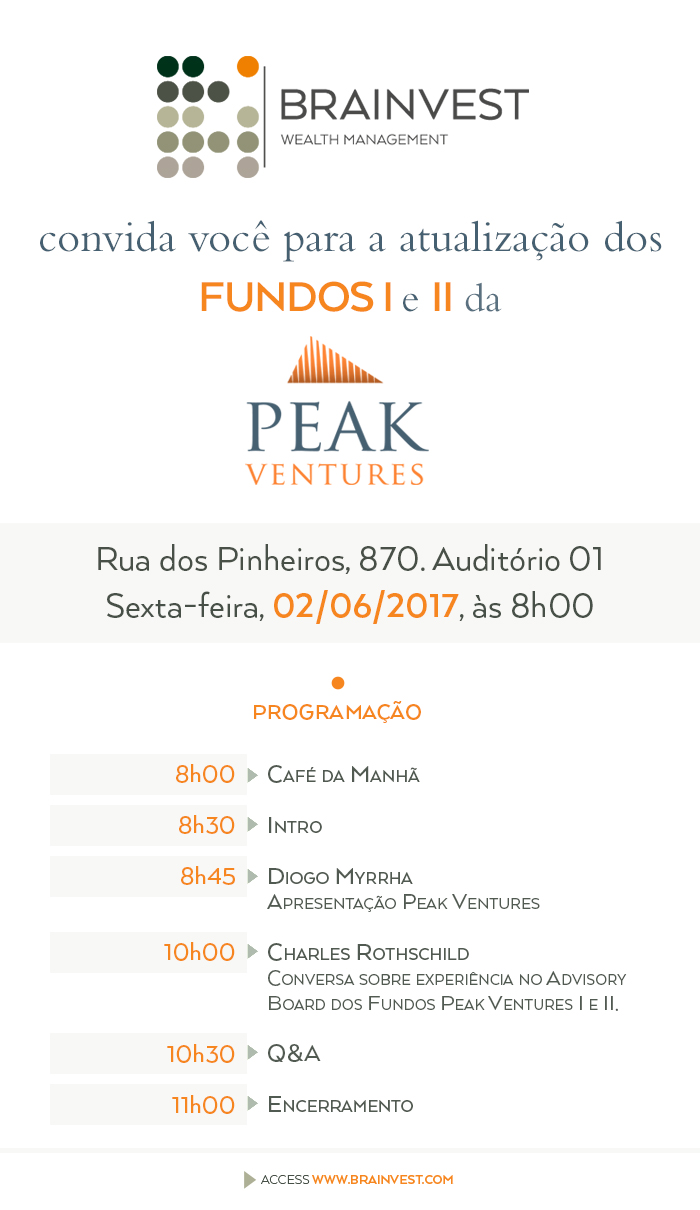 BRAINVEST
WEALTH MANAGEMENT
convida você para a atualização dos
FUNDOS I e II da
PEAK
VENTURES
Rua dos Pinheiros, 870. Auditório 01
Sexta-feira, 02/06/2017, às 8h00
PROGRAMAÇÃO
8h00 Café da Manhã
8h30 Intro
8h45 Diogo Myrrha
Apresentação Peak Ventures
10h00 Charles Rothschild
Conversa sobre experiência no Advisory
Board dos Fundos Peak Ventures I e II.
10h30 Q&A
11h00 Encerramento
ACCESS WWW.BRAINVEST.COM